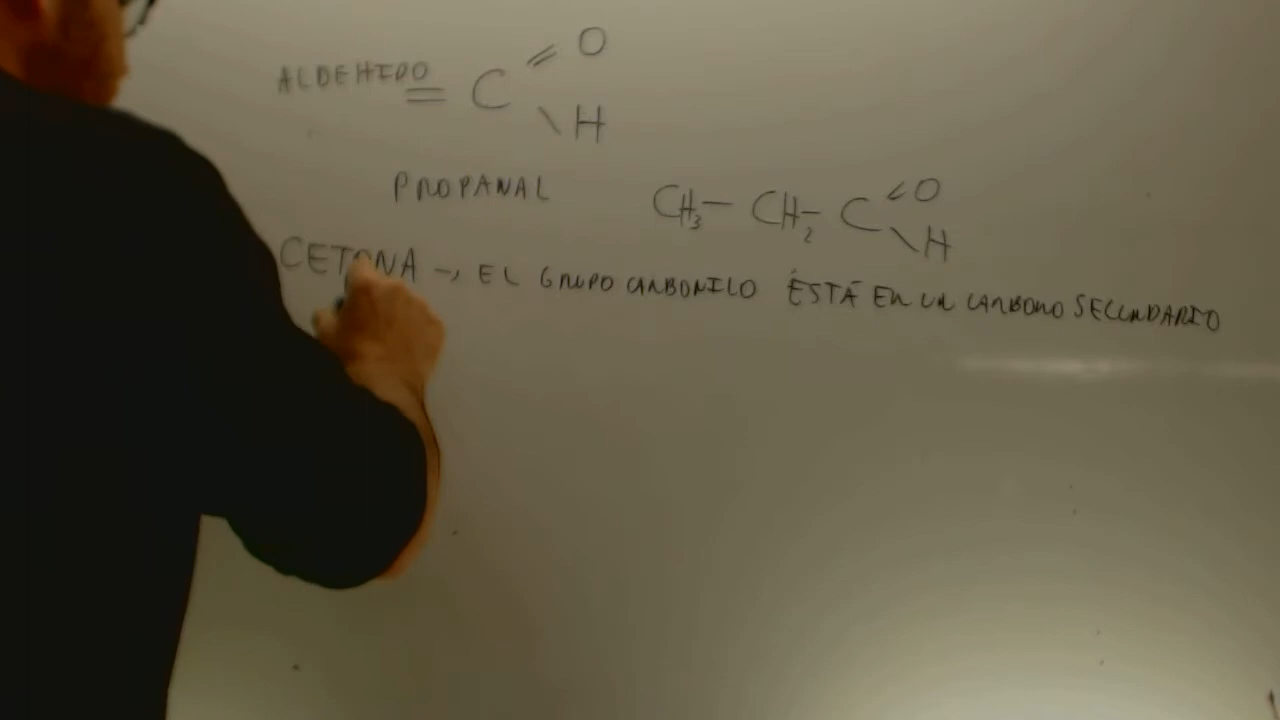 ALDEHIDO = C = O \ H
PROPANAL CH3 — CH2 — C = O \ H
CETONA → EL GRUPO CARBONILO ESTÁ EN UN CARBONO SECUNDARIO